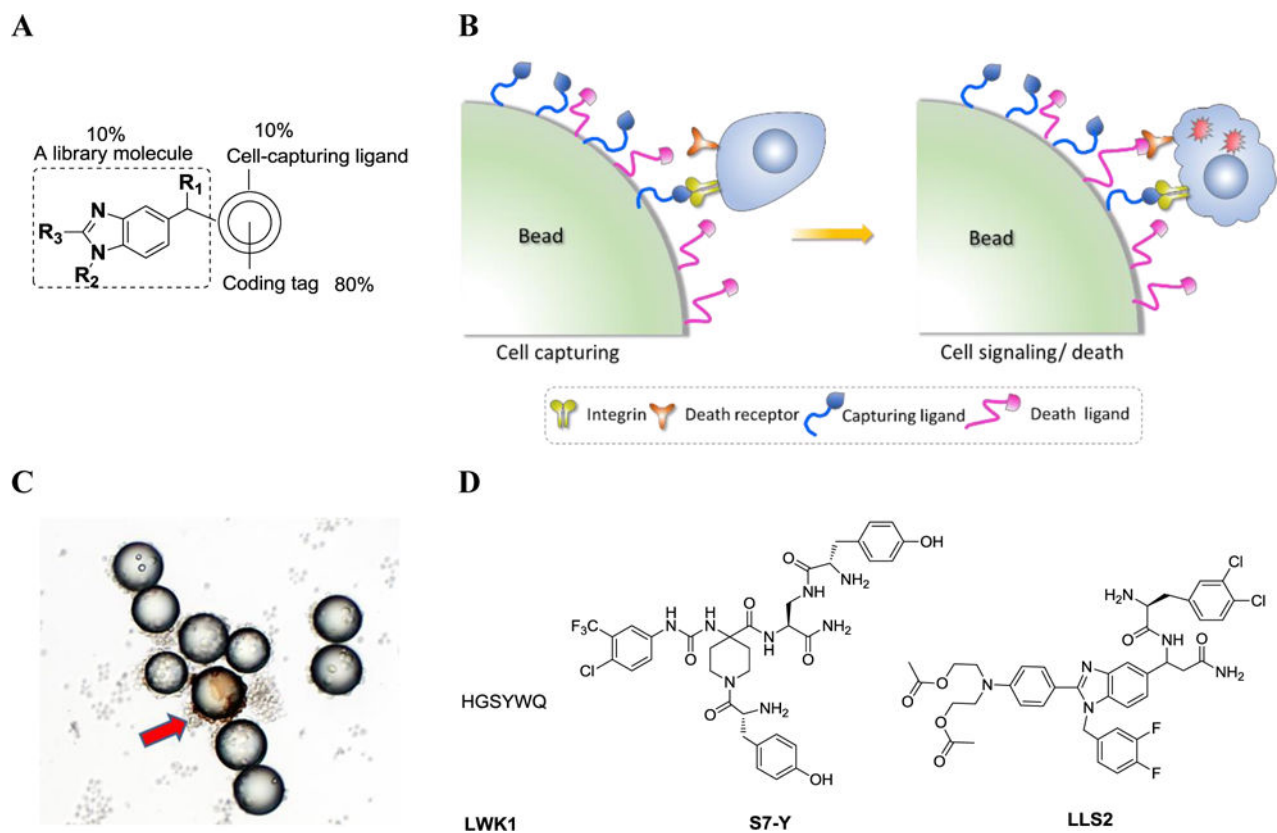 A
10%
A library molecule
10%
Cell-capturing ligand
R1
N
R3
N
R2
Coding tag 80%
B
Bead
Cell capturing
Bead
Cell signaling/ death
Integrin
Death receptor
Capturing ligand
Death ligand
C
D
HGSYWQ
LWK1
OH
O
NH2
NH
F3C
H
N
H
N
O
N
H
NH2
Cl
O
O
N
O
NH2
OH
S7-Y
Cl
H2N
Cl
O
NH
O
NH2
O
O
N
N
N
O
O
F
F
LLS2